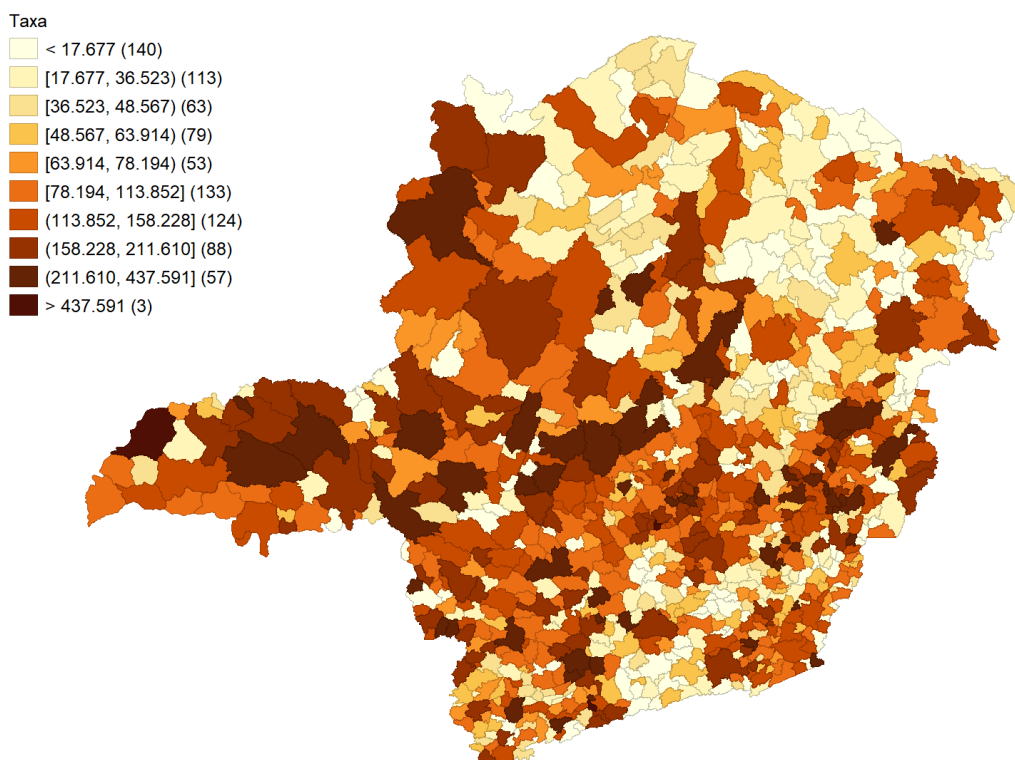 Taxa
< 17.677 (140)
[17.677, 36.523) (113)
[36.523, 48.567) (63)
[48.567, 63.914) (79)
[63.914, 78.194) (53)
[78.194, 113.852] (133)
(113.852, 158.228] (124)
(158.228, 211.610] (88)
(211.610, 437.591] (57)
> 437.591 (3)